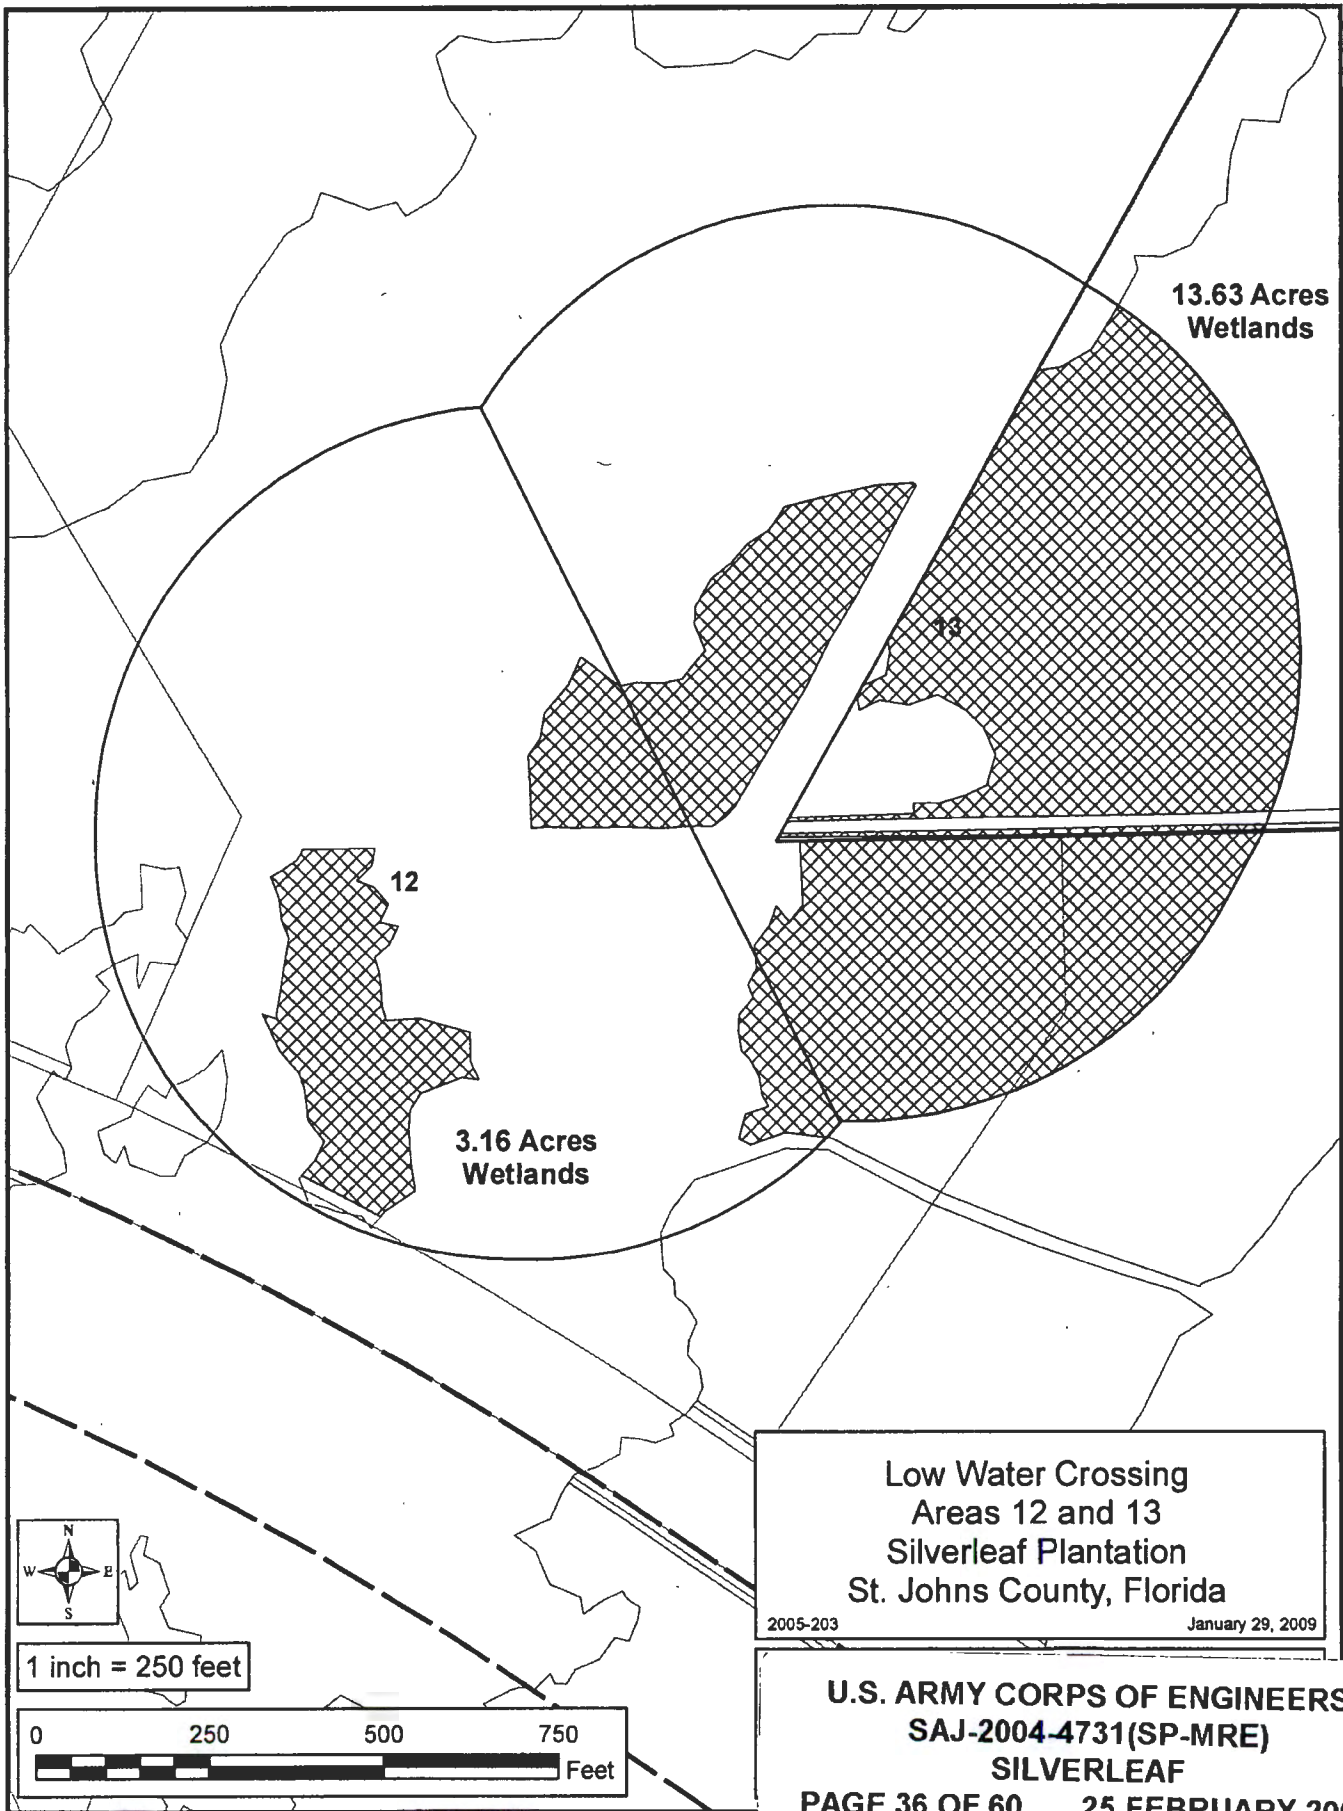 13.63 Acres
Wetlands
13
12
3.16 Acres
Wetlands
Low Water Crossing
Areas 12 and 13
Silverleaf Plantation
St. Johns County, Florida
2005-203 January 29, 2009
N
W E
S
1 inch = 250 feet
0 250 500 750
Feet
U.S. ARMY CORPS OF ENGINEERS
SAJ-2004-4731(SP-MRE)
SILVERLEAF
PAGE 36 OF 60 25 FEBRUARY